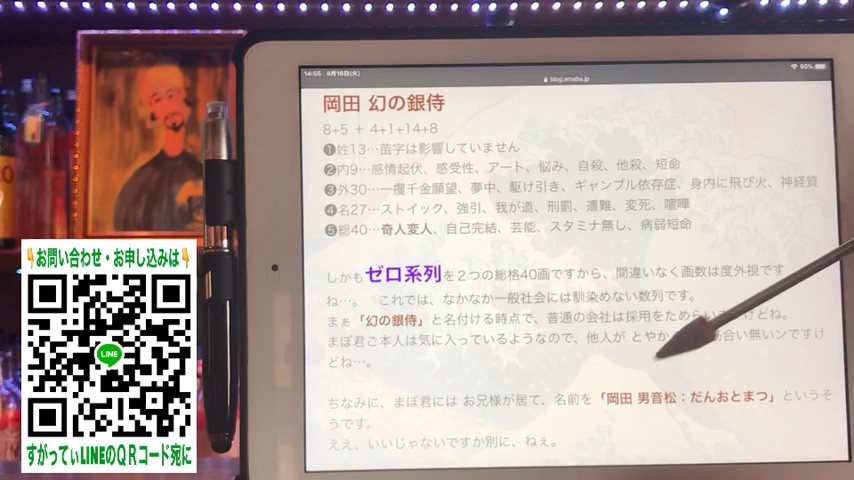 14:55 8月16日(火)
blog.ameba.jp
95%
岡田 幻の銀侍
8+5 + 4+1+14+8
❶姓13…苗字は影響していません
❷内9…感情起伏、感受性、アート、悩み、自殺、他殺、短命
❸外30…一攫千金願望、夢中、駆け引き、ギャンブル依存症、身内に飛び火、神経質
❹名27…ストイック、強引、我が道、刑罰、遭難、変死、喧嘩
❺総40…奇人変人、自己完結、芸能、スタミナ無し、病弱短命
しかもゼロ系列を２つの総格40画ですから、間違いなく画数は度外視です
ね…。 これでは、なかなか一般社会には馴染めない数列です。
まぁ「幻の銀侍」と名付ける時点で、普通の会社は採用をためら けどね。
まぼ君ご本人は気に入っているようなので、他人が とやか 筋合い無いンですけ
どね…。
ちなみに、まぼ君には お兄様が居て、名前を「岡田 男音松：だんおとまつ」というそ
うです。
ええ、いいじゃないですか別に、ねぇ。
👇お問い合わせ・お申し込みは👇
LINE
すがってぃLINEのＱＲコード宛に